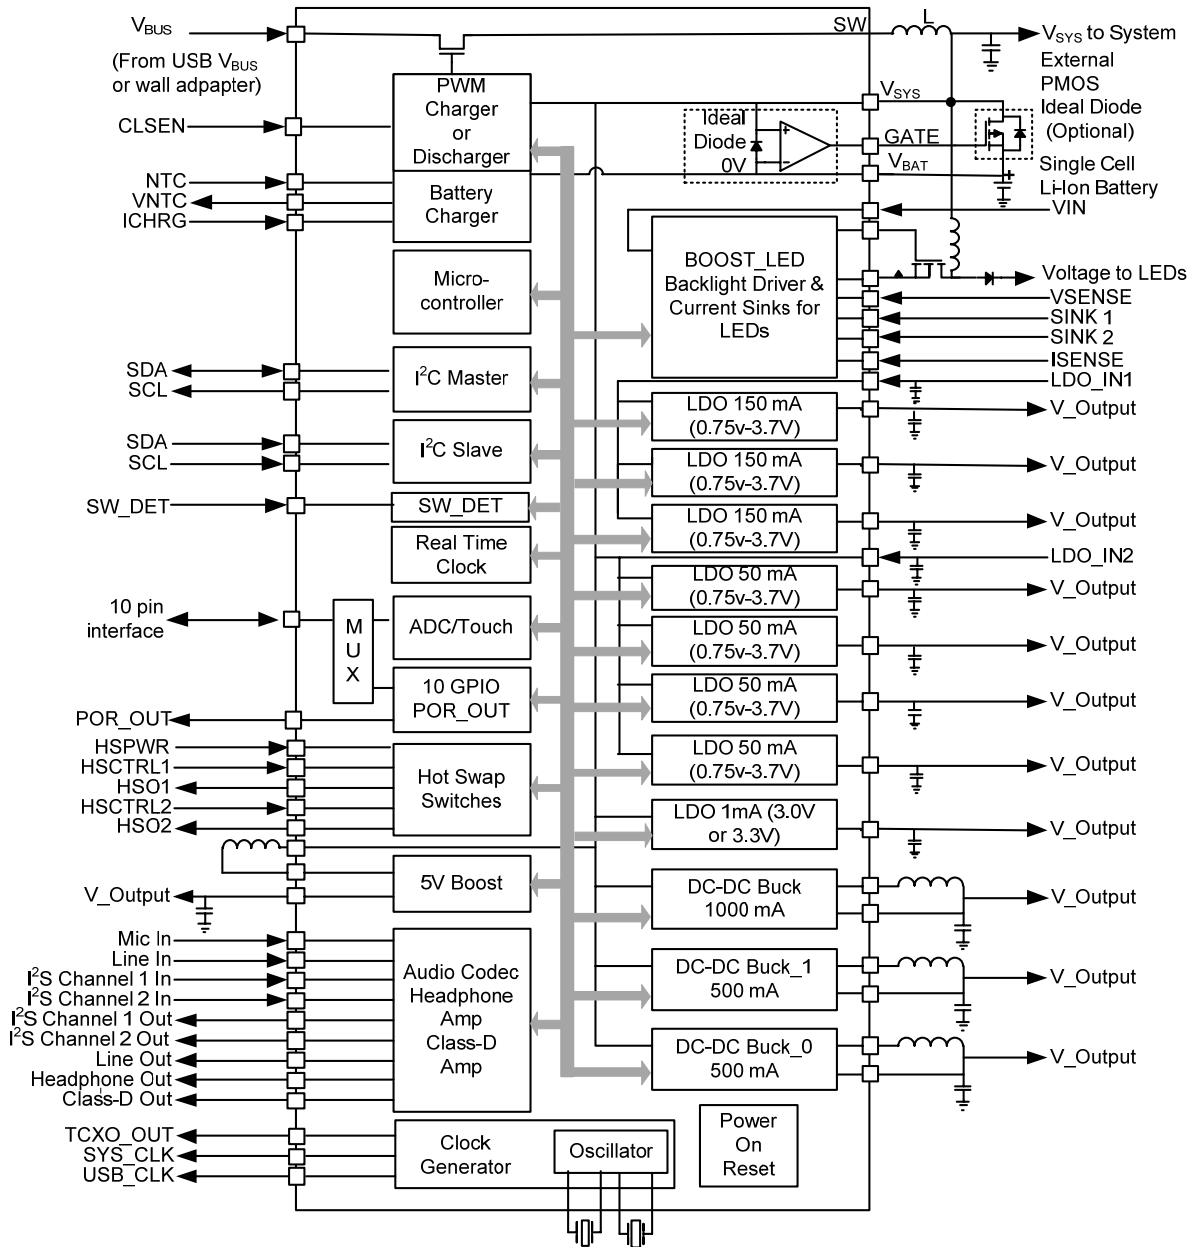 VBUS
(From USB VBUS
or wall adpapter)
CLSEN
NTC
VNTC
ICHRG
SDA
SCL
SDA
SCL
SW_DET
10 pin
interface
POR_OUT
HSPWR
HSCTRL1
HSO1
HSCTRL2
HSO2
V_Output
Mic In
Line In
I²S Channel 1 In
I²S Channel 2 In
I²S Channel 1 Out
I²S Channel 2 Out
Line Out
Headphone Out
Class-D Out
TCXO_OUT
SYS_CLK
USB_CLK
PWM
Charger
or
Discharger
Battery
Charger
Micro-
controller
I²C Master
I²C Slave
SW_DET
Real Time
Clock
MUX
ADC/Touch
10 GPIO
POR_OUT
Hot Swap
Switches
5V Boost
Audio Codec
Headphone
Amp
Class-D
Amp
Clock
Generator
Oscillator
Power
On
Reset
SW
L
VSYS
Ideal
Diode
0V
+
-
GATE
VBAT
+
BOOST_LED
Backlight Driver &
Current Sinks for
LEDs
LDO 150 mA
(0.75v-3.7V)
LDO 150 mA
(0.75v-3.7V)
LDO 150 mA
(0.75v-3.7V)
LDO 50 mA
(0.75v-3.7V)
LDO 50 mA
(0.75v-3.7V)
LDO 50 mA
(0.75v-3.7V)
LDO 50 mA
(0.75v-3.7V)
LDO 1mA (3.0V
or 3.3V)
DC-DC Buck
1000 mA
DC-DC Buck_1
500 mA
DC-DC Buck_0
500 mA
VSYS to System
External
PMOS
Ideal Diode
(Optional)
Single Cell
Li-Ion Battery
VIN
Voltage to LEDs
VSENSE
SINK 1
SINK 2
ISENSE
LDO_IN1
V_Output
V_Output
V_Output
LDO_IN2
V_Output
V_Output
V_Output
V_Output
V_Output
V_Output
V_Output
V_Output